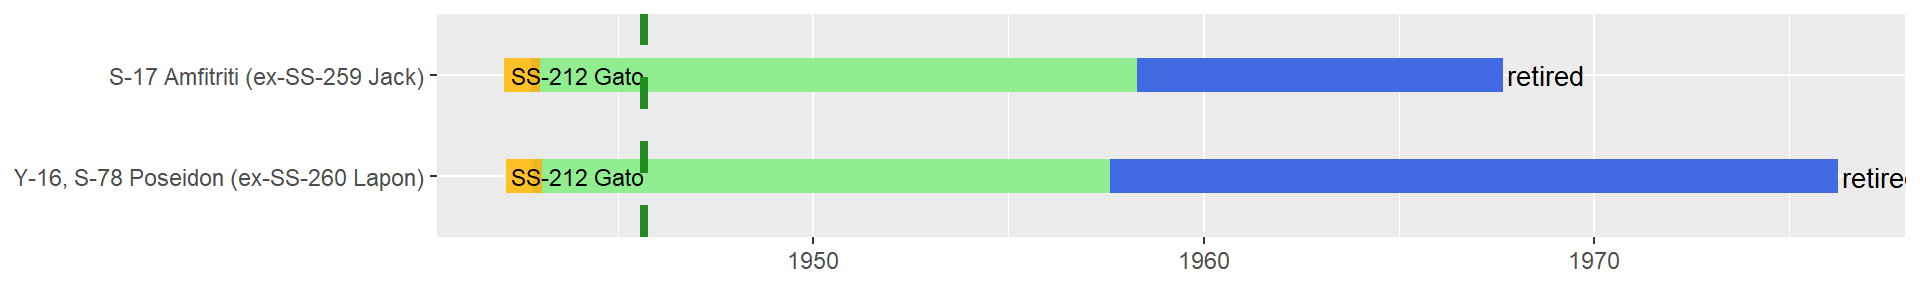 S-17 Amfitriti (ex-SS-259 Jack)
SS-212 Gato
retired
Y-16, S-78 Poseidon (ex-SS-260 Lapon)
SS-212 Gato
retire
1950
1960
1970